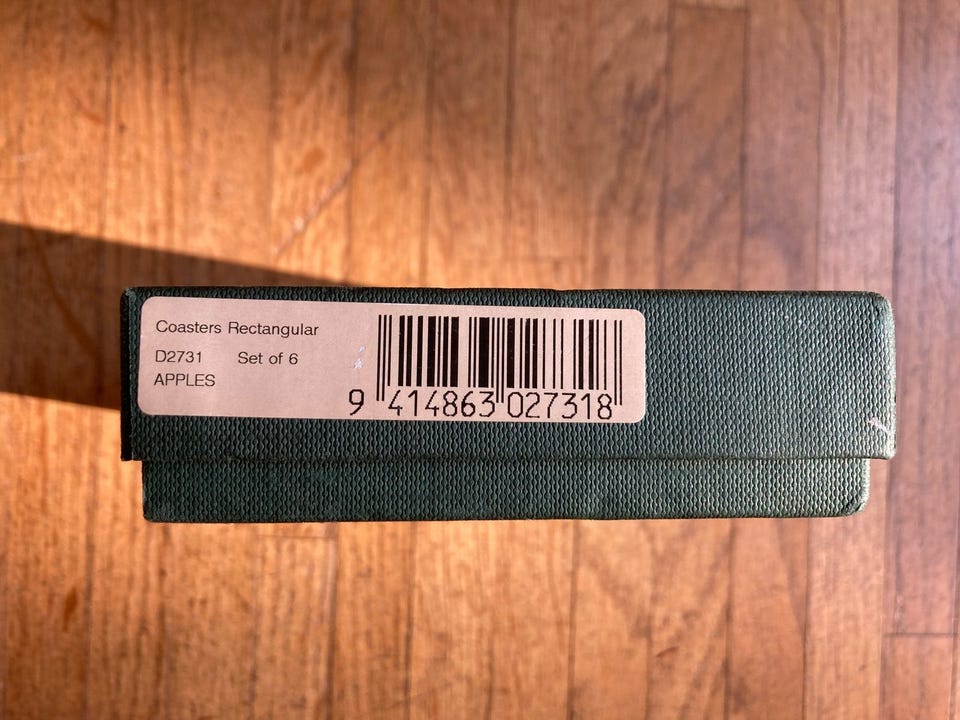 Coasters Rectangular
D2731 Set of 6
APPLES
9 414863 027318